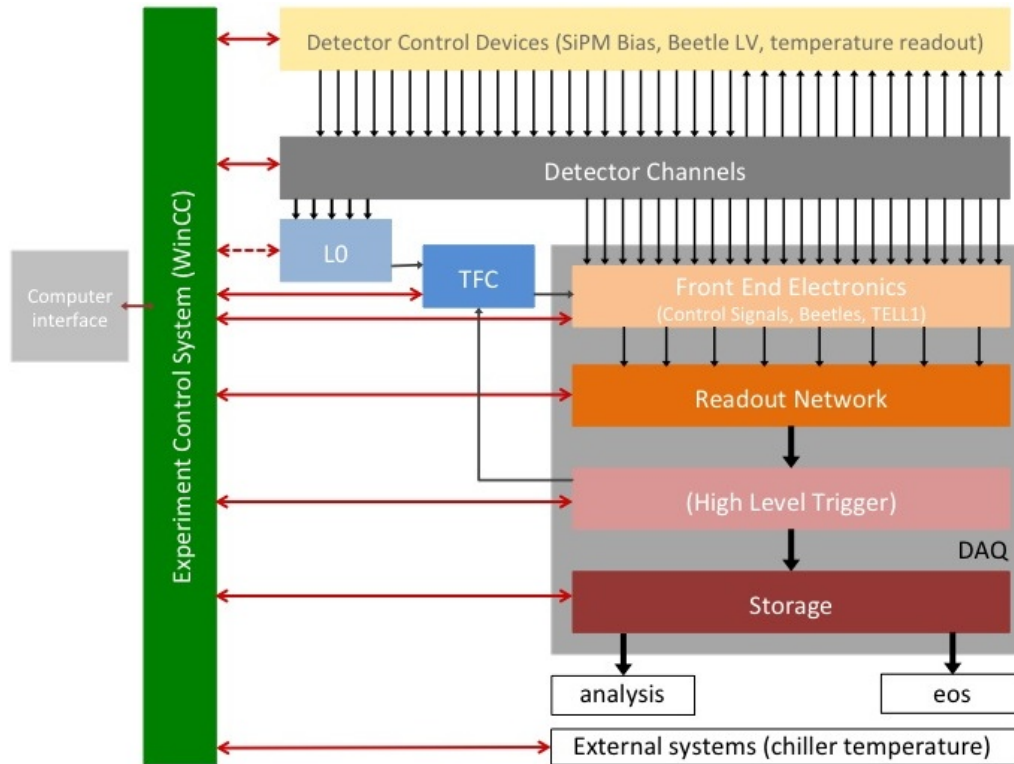 Detector Control Devices (SiPM Bias, Beetle LV, temperature readout)
Detector Channels
L0
TFC
Front End Electronics
(Control Signals, Beetles, TELL1)
Computer
interface
Experiment Control System (WinCC)
Readout Network
(High Level Trigger)
DAQ
Storage
analysis
eos
External systems (chiller temperature)